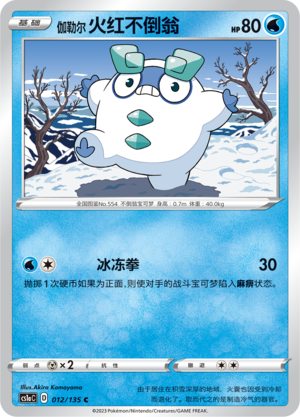 基础 伽勒尔 火红不倒翁 HP80
全国图鉴No.554 不倒翁宝可梦 身高：0.7m 体重：40.0kg
冰冻拳 30
抛掷1次硬币如果为正面，则使对手的战斗宝可梦陷入麻痹状态。
弱点 ×2 抗性 撤退
Illus.Akira Komayama
CS1aC D 012/135 C
由于居住在积雪深厚的地域，火囊也因受到冷却
而退化了。取而代之的是制造冷气的器官。
©2023 Pokémon/Nintendo/Creatures/GAME FREAK.